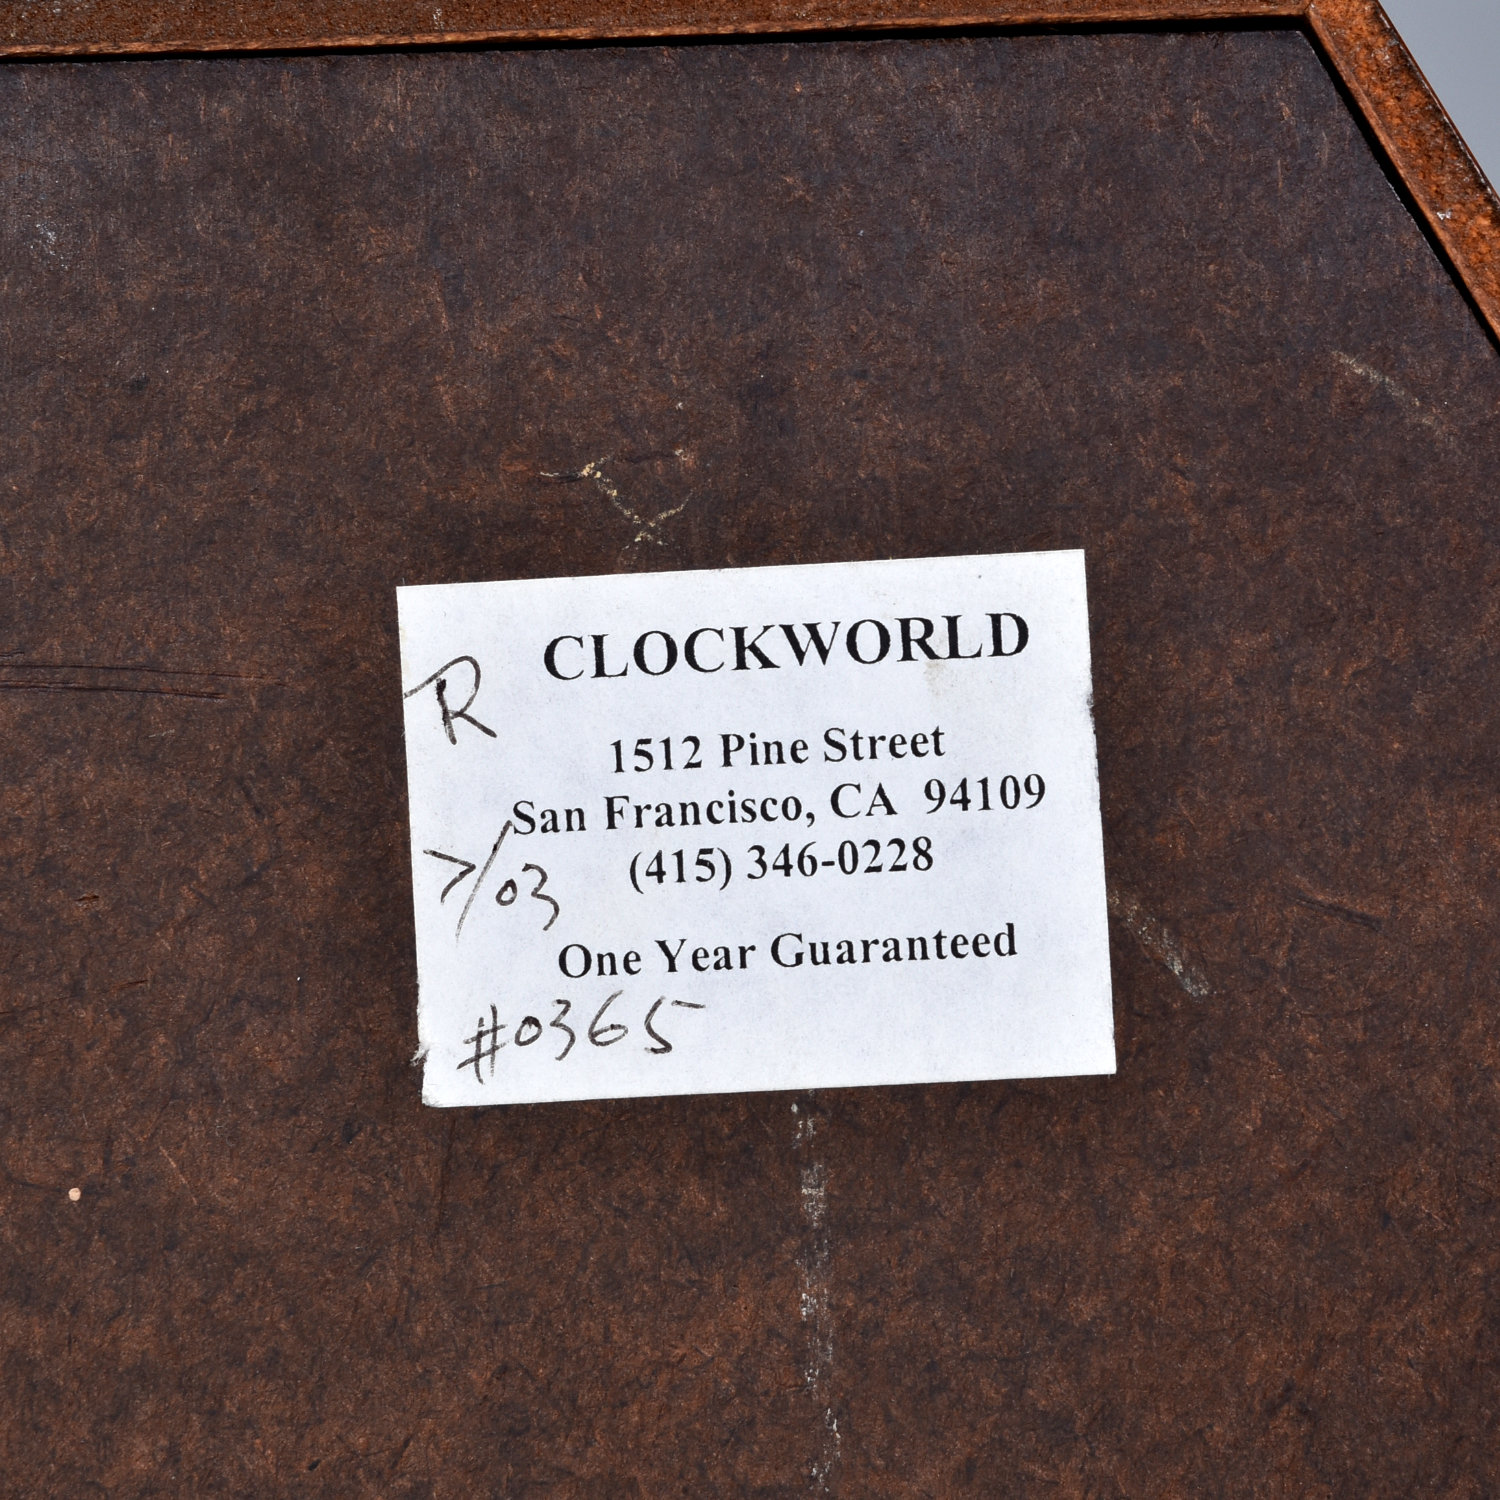 CLOCKWORLD
R
1512 Pine Street
San Francisco, CA 94109
(415) 346-0228
7/03
One Year Guaranteed
#0365